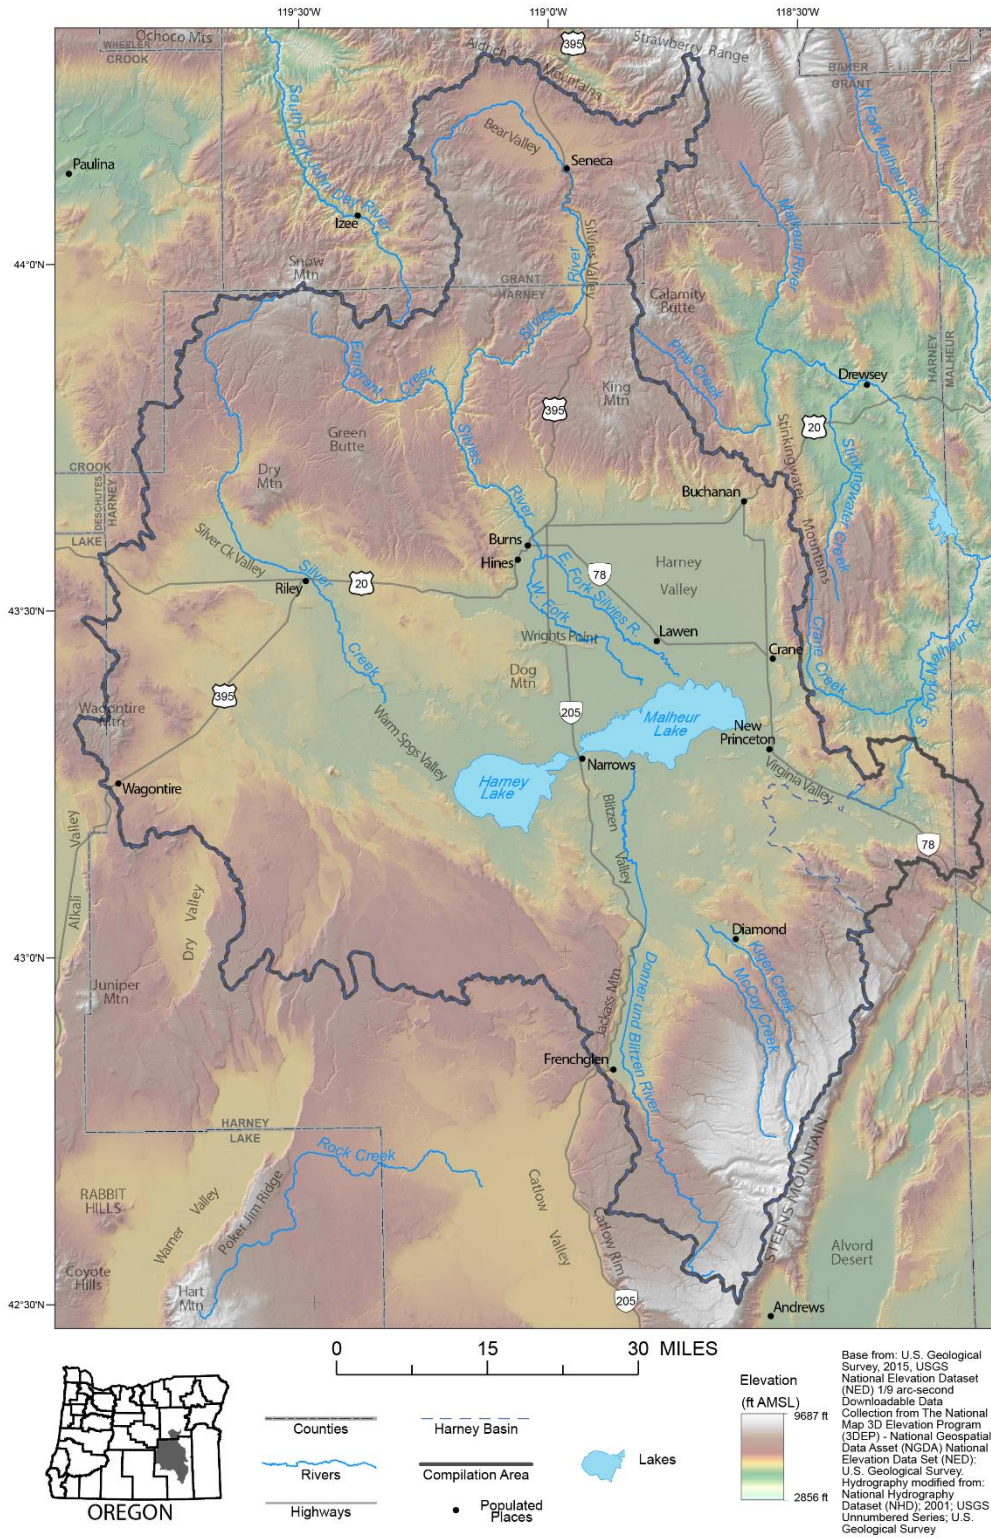 119°30'W
119°0'W
118°30'W
Ochoco Mts
WHEELER
CROOK
Aldrich
Mountains
395
Strawberry Range
BAKER
GRANT
South Fork John Day River
N. Fork Malheur River
Bear Valley
Seneca
Paulina
Izee
Malheur River
Silvies Valley
River
44°0'N
Snow
Mtn
GRANT
HARNEY
Calamity
Butte
Silvies
Emigrant
Creek
Pine Creek
HARNEY
MALHEUR
Drewsey
King
Mtn
395
20
Green
Butte
Silvies
River
Stinkingwater
Mountains
Stinkingwater Creek
CROOK
DESCHUTES
HARNEY
LAKE
Dry
Mtn
Buchanan
Silver Ck Valley
Burns
Hines
Harney
Valley
Riley
Silver
Creek
20
78
E. Fork Silvies R.
W. Fork
43°30'N
Wrights Point
Lawen
Crane
Crane Creek
S. Fork Malheur R.
Dog
Mtn
395
Wagontire
Mtn
205
Malheur
Lake
New
Princeton
Warm Spgs Valley
Harney
Lake
Narrows
Virginia Valley
Wagontire
Blitzen
Valley
78
Alkali
Valley
Dry
Valley
Diamond
Kiger Creek
McCoy Creek
43°0'N
Juniper
Mtn
Jackass Mtn
Donner und Blitzen River
Frenchglen
HARNEY
LAKE
Rock Creek
RABBIT
HILLS
Warner
Valley
Poker Jim Ridge
Catlow
Valley
Catlow Rim
STEENS MOUNTAIN
Alvord
Desert
Coyote
Hills
Hart
Mtn
42°30'N
205
Andrews
0
15
30 MILES
OREGON
Counties
Harney Basin
Rivers
Compilation Area
Lakes
Highways
Populated
Places
Elevation
(ft AMSL)
9687 ft
2856 ft
Base from: U.S. Geological
Survey, 2015, USGS
National Elevation Dataset
(NED) 1/9 arc-second
Downloadable Data
Collection from The National
Map 3D Elevation Program
(3DEP) - National Geospatial
Data Asset (NGDA) National
Elevation Data Set (NED):
U.S. Geological Survey.
Hydrography modified from:
National Hydrography
Dataset (NHD); 2001; USGS
Unnumbered Series; U.S.
Geological Survey